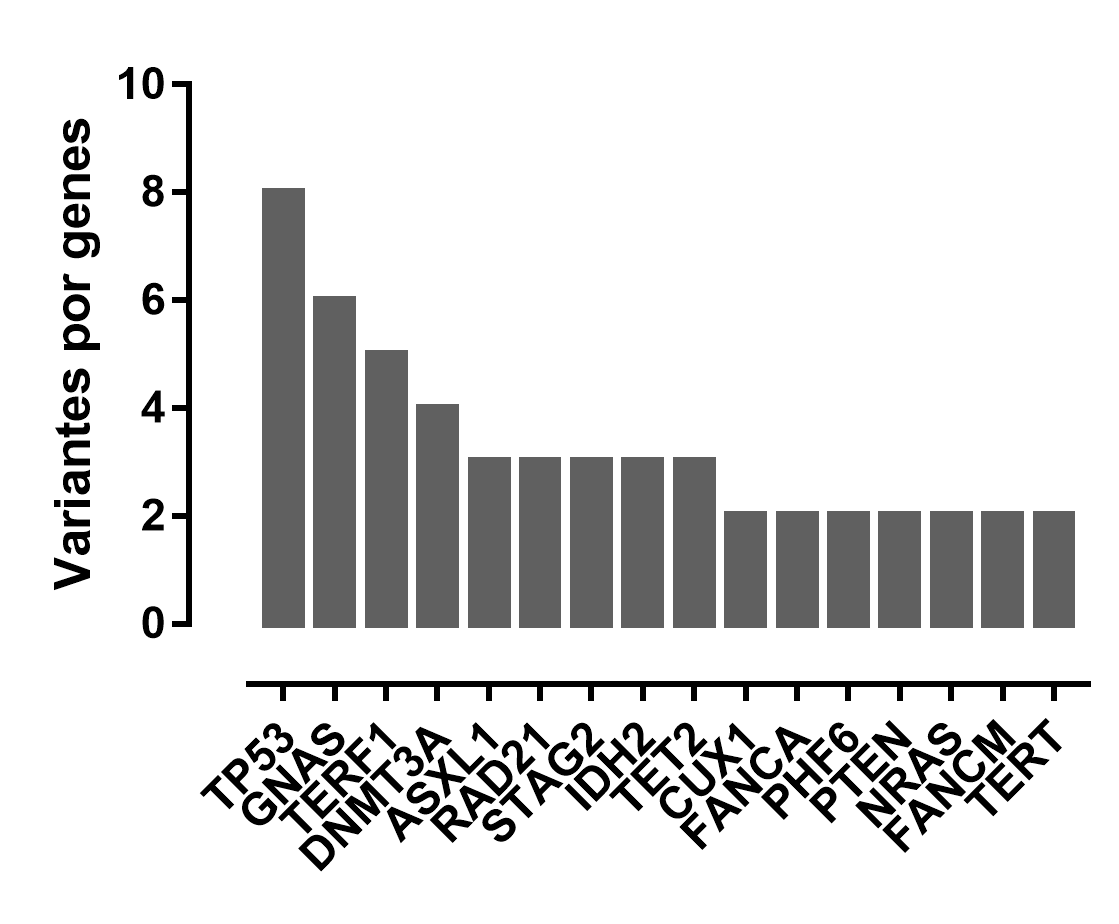 Variantes por genes
10
8
6
4
2
0
TP53
GNAS
TERF1
DNMT3A
ASXL1
RAD21
STAG2
IDH2
TET2
CUX1
FANCA
PHF6
PTEN
NRAS
FANCM
TERT